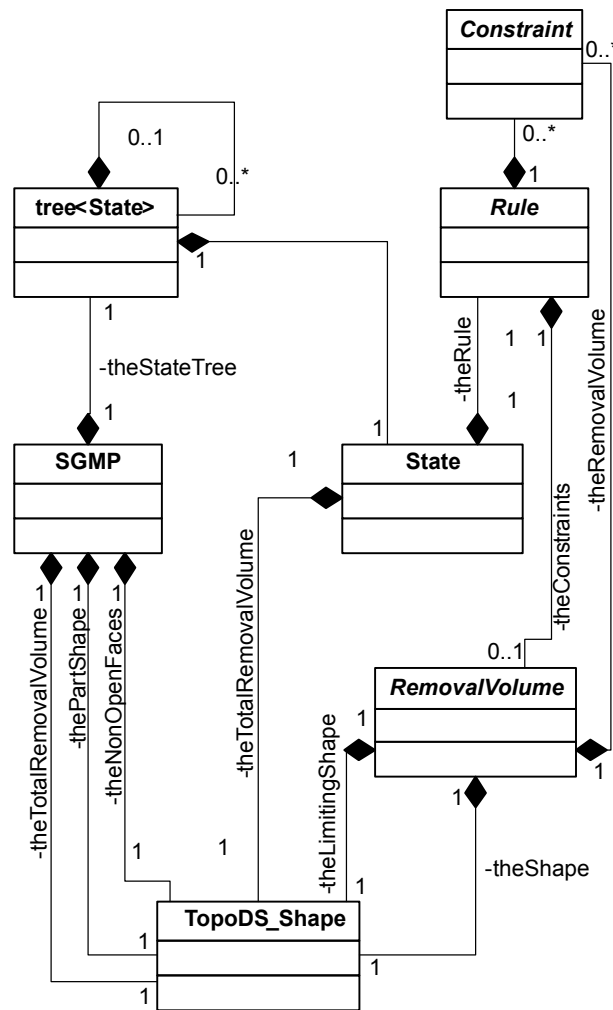 Constraint
0..*
0..1
0..*
0..*
1
tree<State>
Rule
1
1
-theRemovalVolume
1
1
-theRule
-theStateTree
1
1
1
SGMP
1
State
-theConstraints
1
1
1
-theTotalRemovalVolume
-thePartShape
-theNonOpenFaces
-theTotalRemovalVolume
0..1
RemovalVolume
1
1
-theLimitingShape
1
-theShape
1
1
1
TopoDS_Shape
1
1
1